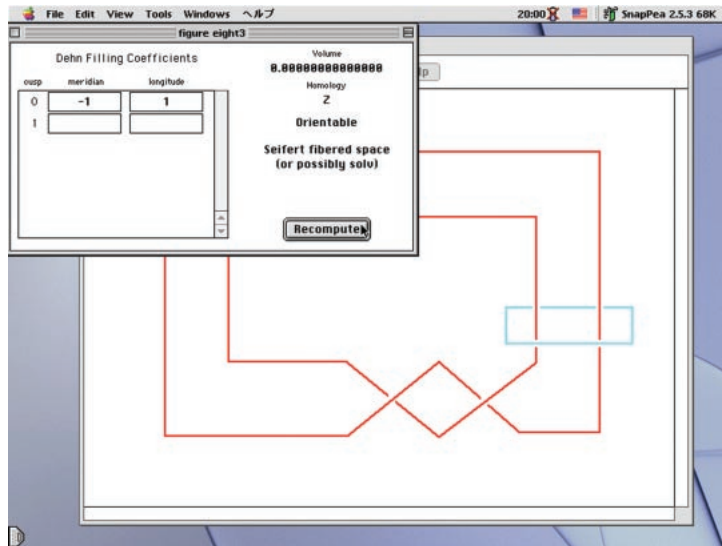 File Edit View Tools Windows ヘルプ 20:00 SnapPea 2.5.3 68K
figure eight3
Dehn Filling Coefficients
cusp meridian longitude
0 -1 1
1
Volume
0.00000000000000
Homology
Z
Orientable
Seifert fibered space
(or possibly solv)
Recompute
lp